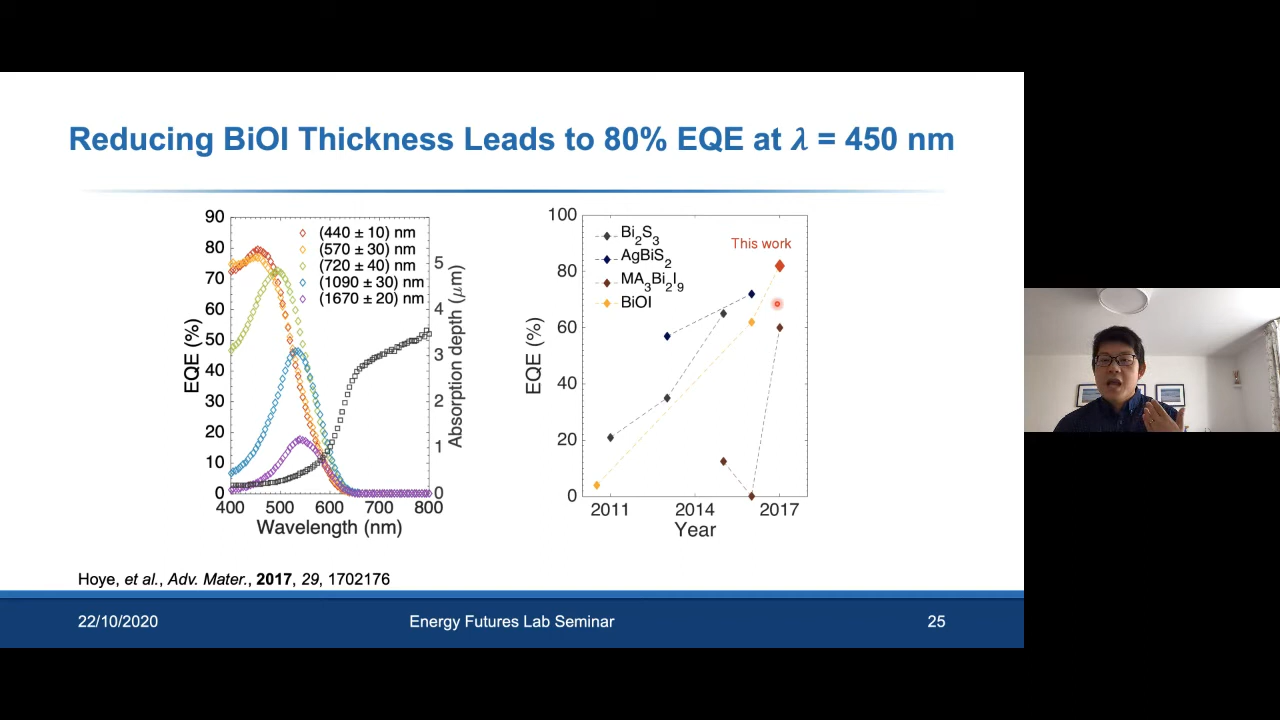 Reducing BiOI Thickness Leads to 80% EQE at λ = 450 nm
90
80
70
60
50
40
30
20
10
0
EQE (%)
(440 ± 10) nm
(570 ± 30) nm
(720 ± 40) nm
(1090 ± 30) nm
(1670 ± 20) nm
5
4
3
2
1
0
Absorption depth (μm)
400 500 600 700 800
Wavelength (nm)
100
80
60
40
20
0
EQE (%)
Bi2S3
AgBiS2
MA3Bi2I9
BiOI
This work
2011 2014 2017
Year
Hoye, et al., Adv. Mater., 2017, 29, 1702176
22/10/2020 Energy Futures Lab Seminar 25